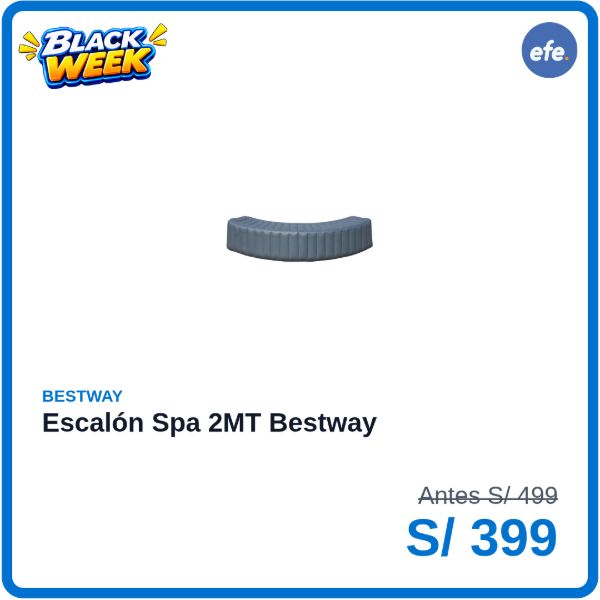 BLACK
WEEK
efe.
BESTWAY
Escalón Spa 2MT Bestway
Antes S/ 499
S/ 399